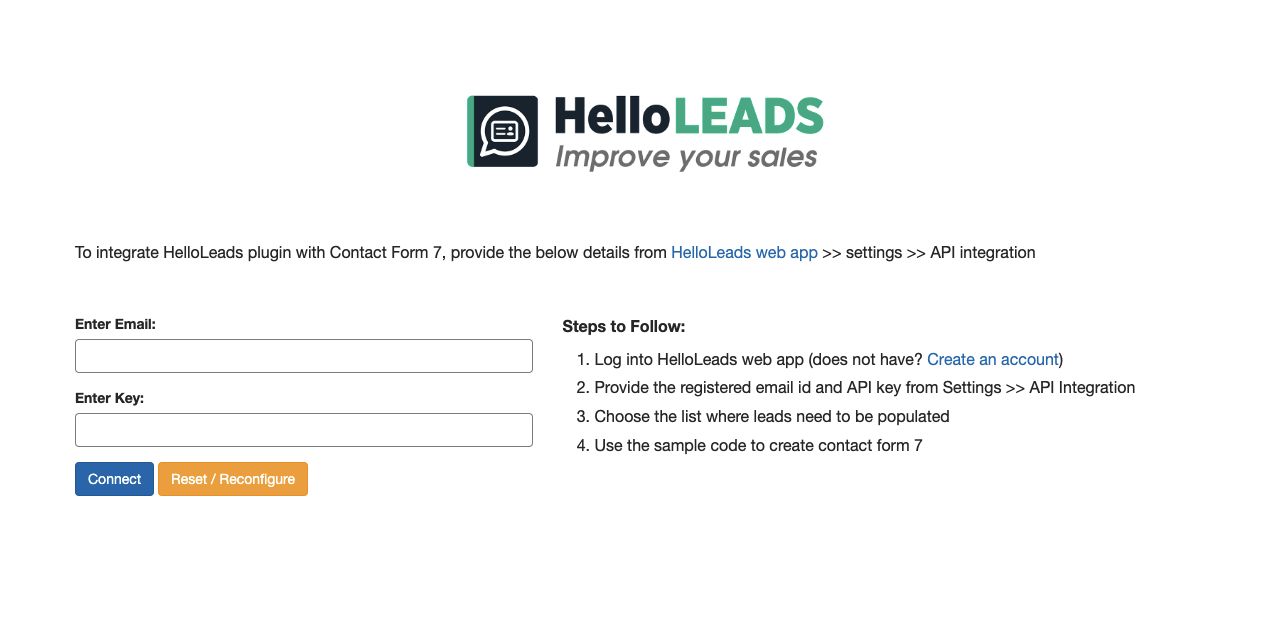 HelloLEADS
Improve your sales
To integrate HelloLeads plugin with Contact Form 7, provide the below details from HelloLeads web app >> settings >> API integration
Enter Email:
Enter Key:
Connect
Reset / Reconfigure
Steps to Follow:
1. Log into HelloLeads web app (does not have? Create an account)
2. Provide the registered email id and API key from Settings >> API Integration
3. Choose the list where leads need to be populated
4. Use the sample code to create contact form 7